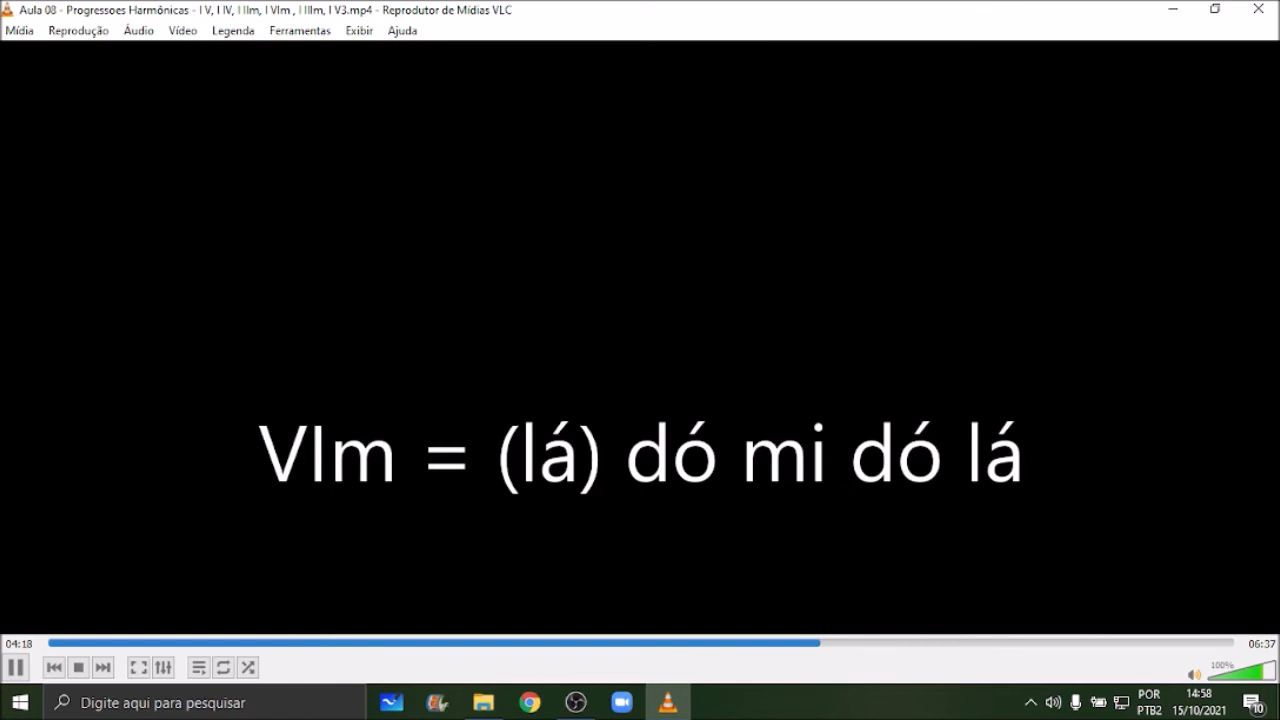 Aula 08 - Progressoes Harmônicas - I V, I IV, I IIm, I VIm , I IIIm, I V3.mp4 - Reprodutor de Mídias VLC
Mídia Reprodução Áudio Vídeo Legenda Ferramentas Exibir Ajuda
VIm = (lá) dó mi dó lá
04:18 06:37
100%
Digite aqui para pesquisar
POR 14:58
PTB2 15/10/2021 10